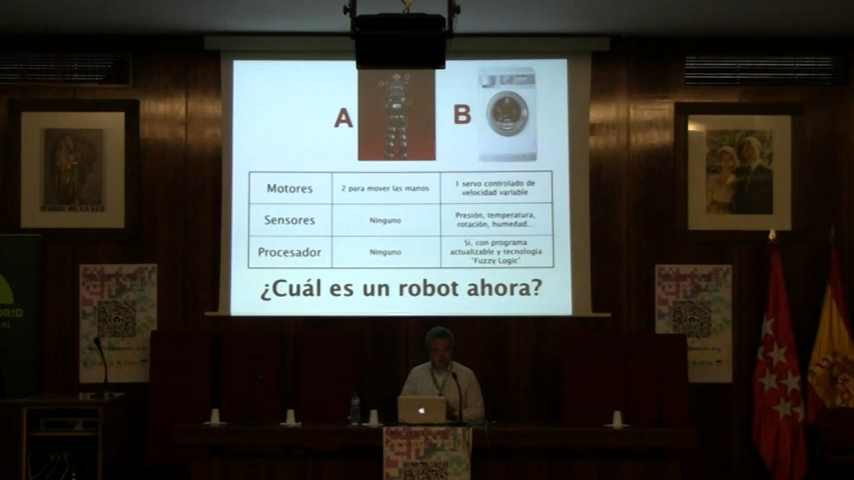 A
B
Motores
2 para mover las manos
1 servo controlado de
velocidad variable
Sensores
Ninguno
Presión, temperatura,
rotación, humedad...
Procesador
Ninguno
Si, con programa
actualizable y tecnología
"Fuzzy Logic"
¿Cuál es un robot ahora?